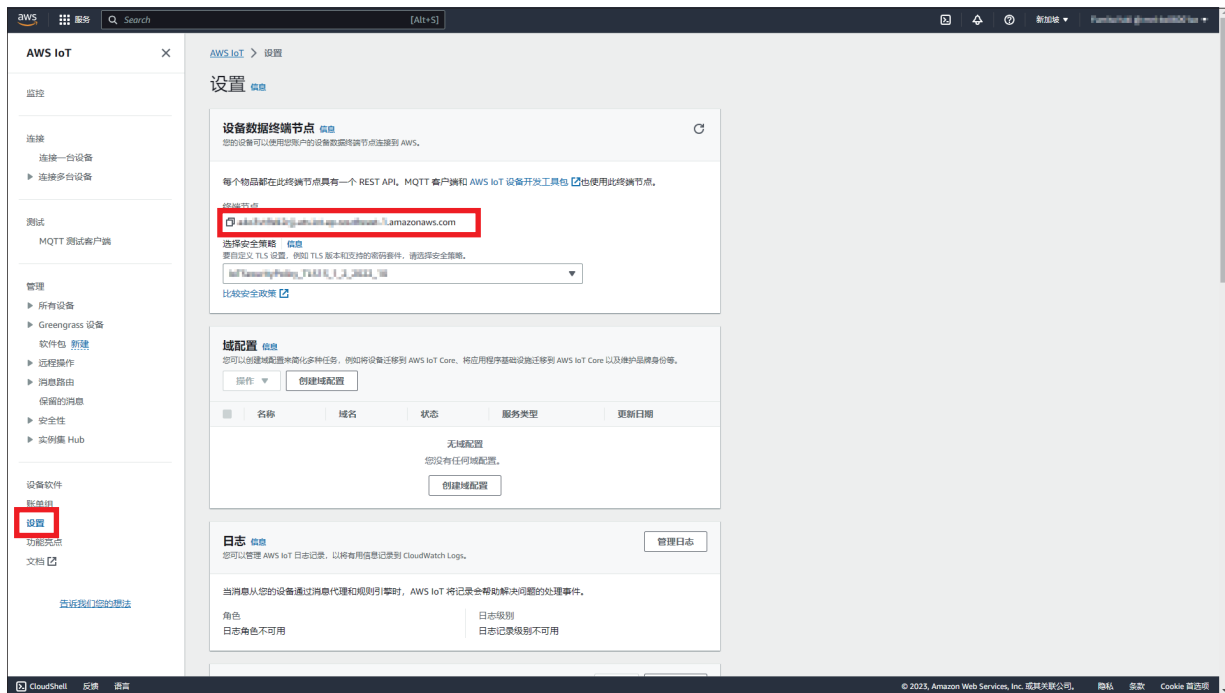 aws 服务 Search [Alt+S] 新加坡
AWS IoT
监控
连接
连接一台设备
连接多台设备
测试
MQTT 测试客户端
管理
所有设备
Greengrass 设备
软件包 新建
远程操作
消息路由
保留的消息
安全性
实例集 Hub
设备软件
账单组
设置
功能亮点
文档
告诉我们您的想法
AWS IoT > 设置
设置 信息
设备数据终端节点 信息
您的设备可以使用您账户的设备数据终端节点连接到 AWS。
每个物品都在此终端节点具有一个 REST API。MQTT 客户端和 AWS IoT 设备开发工具包 也使用此终端节点。
终端节点
.amazonaws.com
选择安全策略 信息
要自定义 TLS 设置，例如 TLS 版本和支持的密码套件，请选择安全策略。
比较安全政策
域配置 信息
您可以创建域配置来简化多种任务，例如将设备迁移到 AWS IoT Core、将应用程序基础设施迁移到 AWS IoT Core 以及维护品牌身份等。
操作 创建域配置
名称 域名 状态 服务类型 更新日期
无域配置
您没有任何域配置。
创建域配置
日志 信息
管理日志
您可以管理 AWS IoT 日志记录，以将有用信息记录到 CloudWatch Logs。
当消息从您的设备通过消息代理和规则引擎时，AWS IoT 将记录会帮助解决问题的处理事件。
角色 日志级别
日志角色不可用 日志记录级别不可用
CloudShell 反馈 语言 © 2023, Amazon Web Services, Inc. 或其关联公司。 隐私 条款 Cookie 首选项